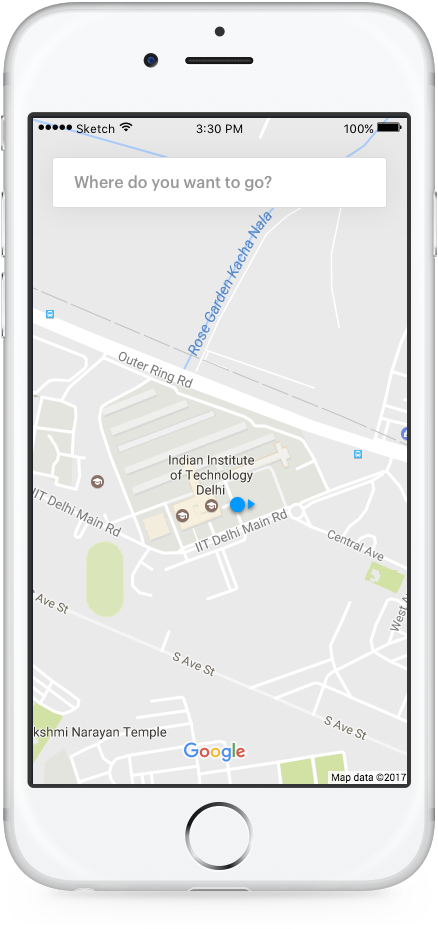 Sketch 3:30 PM 100%
Where do you want to go?
Rose Garden Kacha Nala
Outer Ring Rd
Indian Institute
of Technology
Delhi
IIT Delhi Main Rd
IIT Delhi Main Rd
Central Ave
Ave St
West A
S Ave St
S Ave St
kshmi Narayan Temple
Google
Map data ©2017